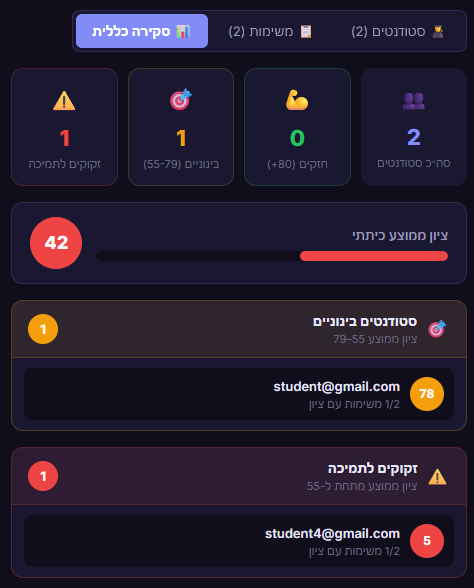 סטודנטים (2)
משימות (2)
סקירה כללית
2
סה״כ סטודנטים
0
חזקים (80+)
1
בינוניים (55-79)
1
זקוקים לתמיכה
ציון ממוצע כיתתי
42
סטודנטים בינוניים
ציון ממוצע 55–79
1
student@gmail.com
1/2 משימות עם ציון
78
זקוקים לתמיכה
ציון ממוצע מתחת ל-55
1
student4@gmail.com
1/2 משימות עם ציון
5